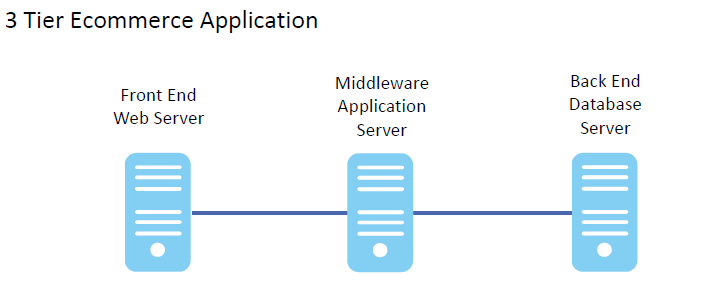 3 Tier Ecommerce Application
Front End
Web Server
Middleware
Application
Server
Back End
Database
Server